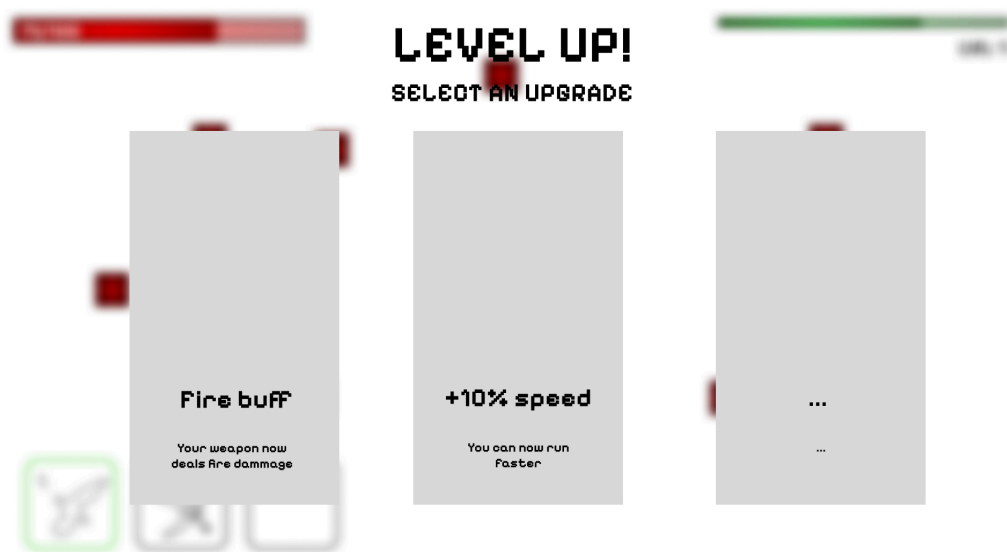 LEVEL UP!
SELECT AN UPGRADE
Fire buff
Your weapon now
deals fire dammage
+10% speed
You can now run
faster
...
...